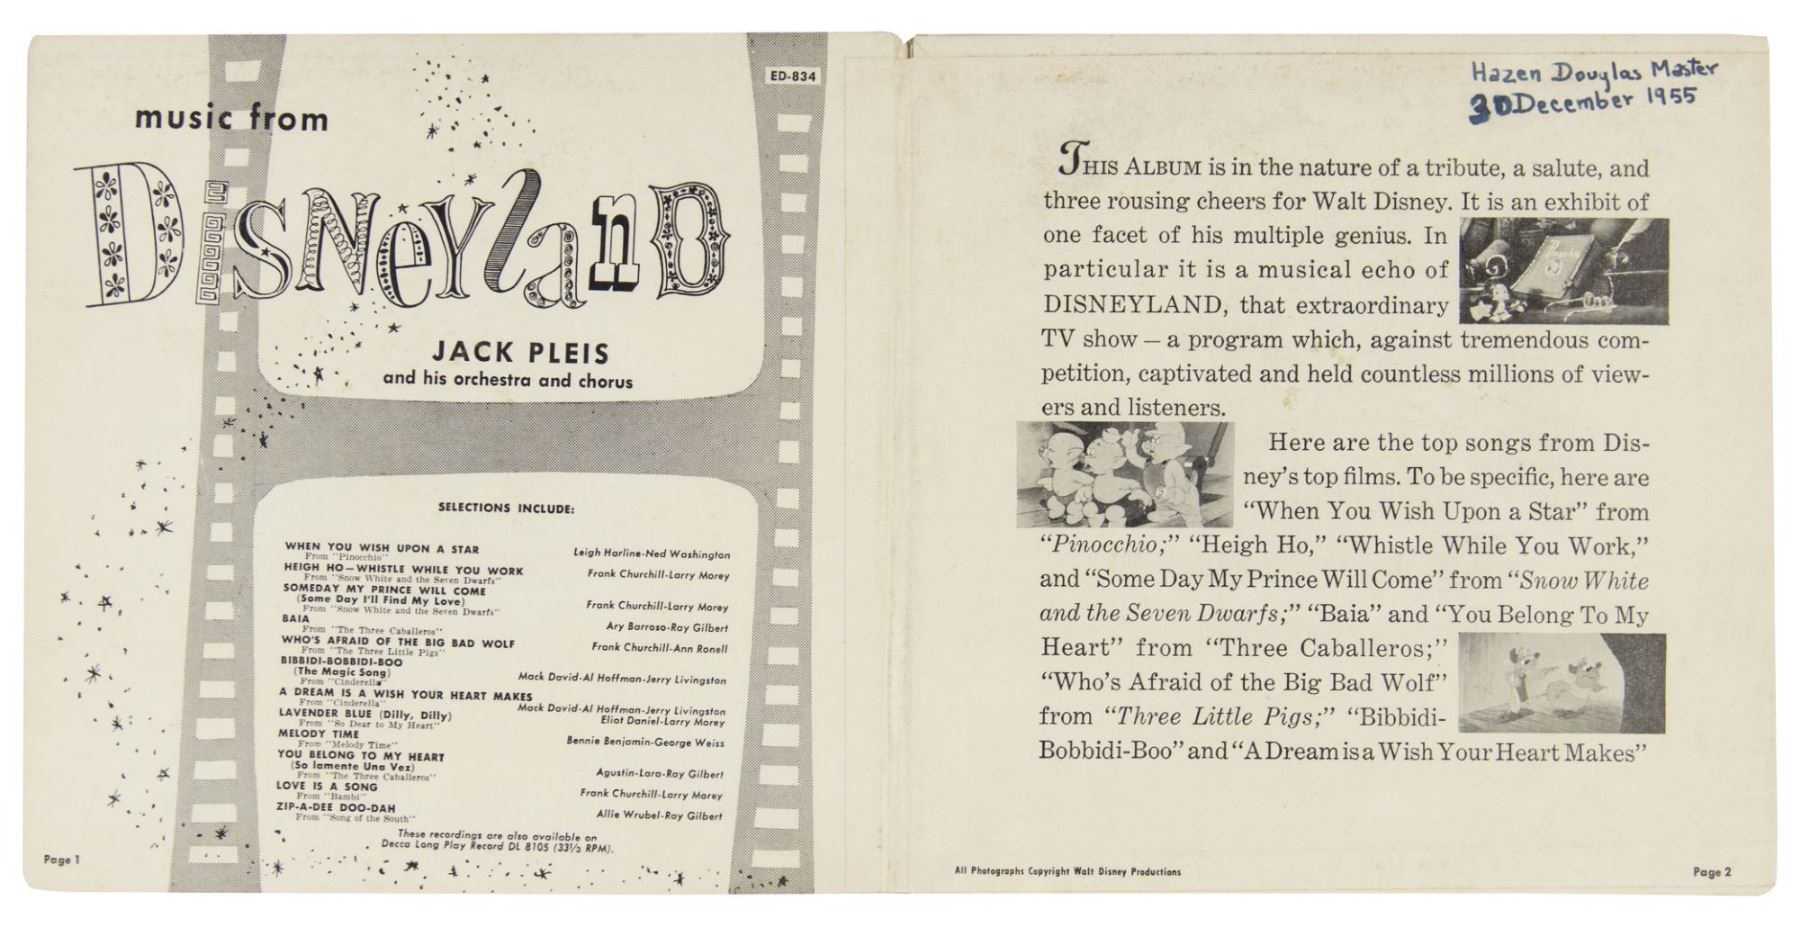 ED-834
music from
DiSNeYlanD
JACK PLEIS
and his orchestra and chorus
SELECTIONS INCLUDE:
WHEN YOU WISH UPON A STAR
From "Pinocchio" Leigh Harline-Ned Washington
HEIGH HO—WHISTLE WHILE YOU WORK
From "Snow White and the Seven Dwarfs" Frank Churchill-Larry Morey
SOMEDAY MY PRINCE WILL COME
(Some Day I'll Find My Love)
From "Snow White and the Seven Dwarfs" Frank Churchill-Larry Morey
BAIA
From "The Three Caballeros" Ary Barroso-Ray Gilbert
WHO'S AFRAID OF THE BIG BAD WOLF
From "The Three Little Pigs" Frank Churchill-Ann Ronell
BIBBIDI-BOBBIDI-BOO
(The Magic Song)
From "Cinderella" Mack David-Al Hoffman-Jerry Livingston
A DREAM IS A WISH YOUR HEART MAKES
From "Cinderella" Mack David-Al Hoffman-Jerry Livingston
LAVENDER BLUE (Dilly, Dilly)
From "So Dear to My Heart" Eliot Daniel-Larry Morey
MELODY TIME
From "Melody Time" Bennie Benjamin-George Weiss
YOU BELONG TO MY HEART
(So lamente Una Vez)
From "The Three Caballeros" Agustin-Lara-Ray Gilbert
LOVE IS A SONG
From "Bambi" Frank Churchill-Larry Morey
ZIP-A-DEE DOO-DAH
From "Song of the South" Allie Wrubel-Ray Gilbert
These recordings are also available on
Decca Long Play Record DL 8105 (33⅓ RPM).
Page 1
Hazen Douglas Master
30 December 1955
THIS ALBUM is in the nature of a tribute, a salute, and
three rousing cheers for Walt Disney. It is an exhibit of
one facet of his multiple genius. In
particular it is a musical echo of
DISNEYLAND, that extraordinary
TV show — a program which, against tremendous com-
petition, captivated and held countless millions of view-
ers and listeners.
Here are the top songs from Dis-
ney's top films. To be specific, here are
"When You Wish Upon a Star" from
"Pinocchio;" "Heigh Ho," "Whistle While You Work,"
and "Some Day My Prince Will Come" from "Snow White
and the Seven Dwarfs;" "Baia" and "You Belong To My
Heart" from "Three Caballeros;"
"Who's Afraid of the Big Bad Wolf"
from "Three Little Pigs;" "Bibbidi-
Bobbidi-Boo" and "A Dream is a Wish Your Heart Makes"
All Photographs Copyright Walt Disney Productions
Page 2